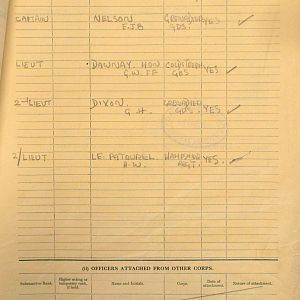 CAPTAIN NELSON GRENADIER YES
E.J.B GDS.
LIEUT DAWNAY. HON COLDSTREAM YES
G.W. FF GDS
2nd LIEUT DIXON. GRENADIER YES
G.H. GDS.
2/LIEUT LE PATOUREL. HAMPSHIRE YES.
H.W. REGT.
(ii) OFFICERS ATTACHED FROM OTHER CORPS.
Substantive Rank. Higher acting or temporary rank, if held. Name and Initials. Corps. Date of attachment. Nature of attachment.